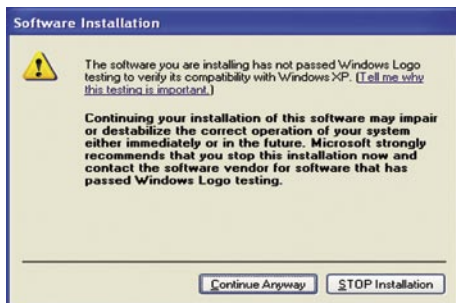 Software Installation
The software you are installing has not passed Windows Logo
testing to verify its compatibility with Windows XP. (Tell me why
this testing is important.)
Continuing your installation of this software may impair
or destabilize the correct operation of your system
either immediately or in the future. Microsoft strongly
recommends that you stop this installation now and
contact the software vendor for software that has
passed Windows Logo testing.
Continue Anyway
STOP Installation